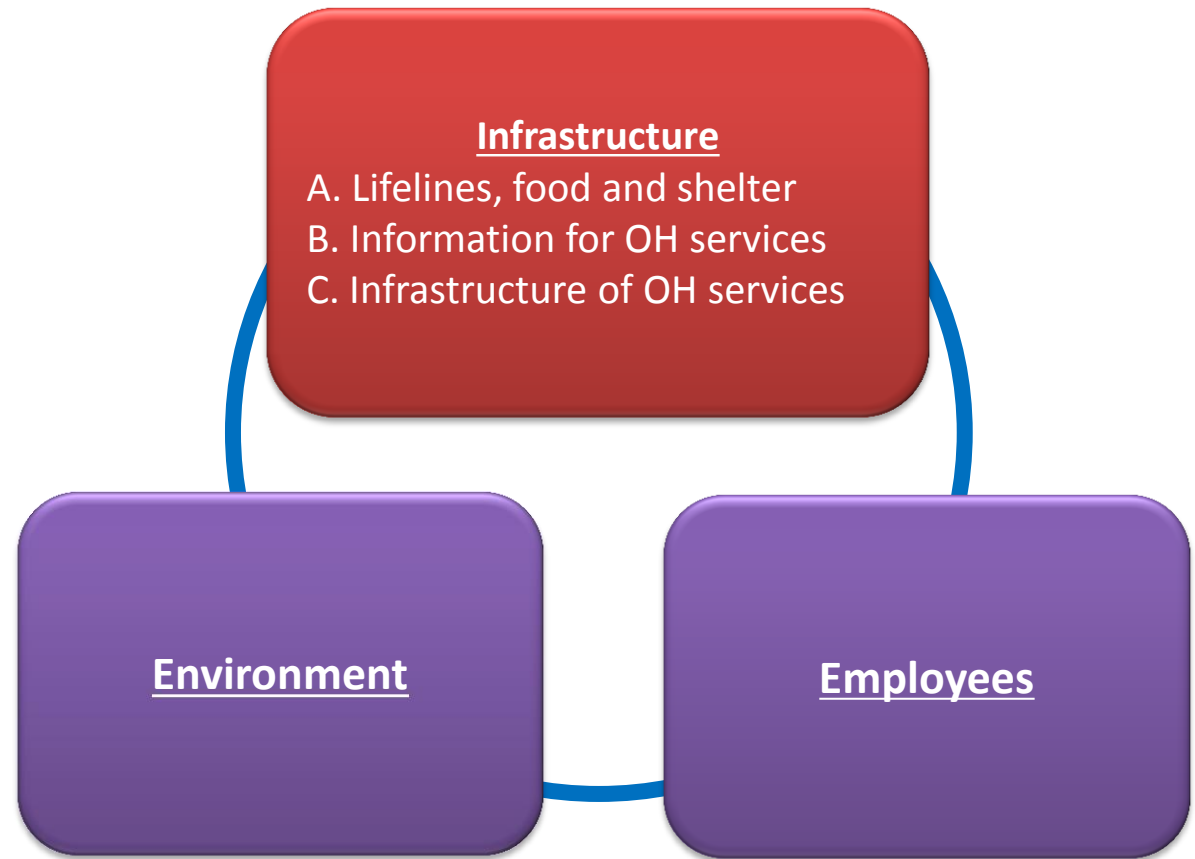 Infrastructure
A. Lifelines, food and shelter
B. Information for OH services
C. Infrastructure of OH services
Environment
Employees